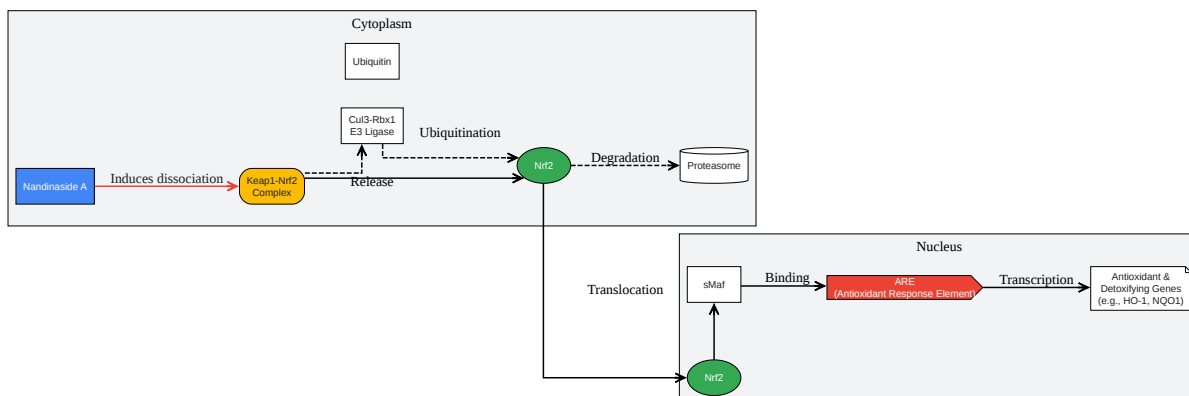 Cytoplasm
Ubiquitin
Cul3-Rbx1
E3 Ligase
Ubiquitination
Nrf2
Degradation
Proteasome
Nandinaside A
Induces dissociation
Keap1-Nrf2
Complex
Release
Nucleus
Translocation
sMaf
Binding
ARE
(Antioxidant Response Element)
Transcription
Antioxidant &
Detoxifying Genes
(e.g., HO-1, NQO1)
Nrf2